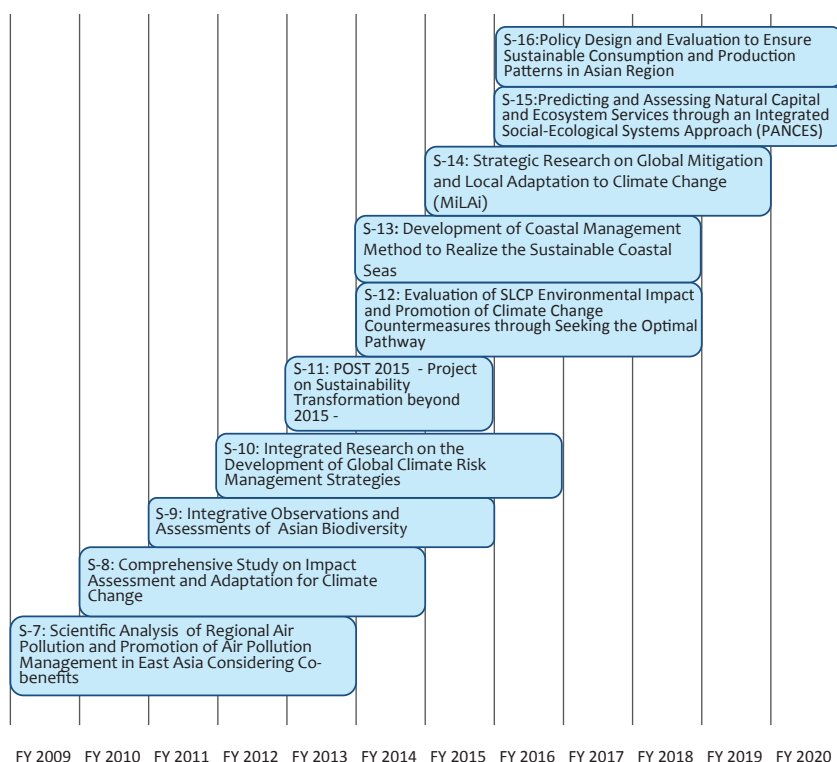 S-16:Policy Design and Evaluation to Ensure
Sustainable Consumption and Production
Patterns in Asian Region
S-15:Predicting and Assessing Natural Capital
and Ecosystem Services through an Integrated
Social-Ecological Systems Approach (PANCES)
S-14: Strategic Research on Global Mitigation
and Local Adaptation to Climate Change
(MiLAi)
S-13: Development of Coastal Management
Method to Realize the Sustainable Coastal
Seas
S-12: Evaluation of SLCP Environmental Impact
and Promotion of Climate Change
Countermeasures through Seeking the Optimal
Pathway
S-11: POST 2015 - Project
on Sustainability
Transformation beyond
2015 -
S-10: Integrated Research on the
Development of Global Climate Risk
Management Strategies
S-9: Integrative Observations and
Assessments of Asian Biodiversity
S-8: Comprehensive Study on Impact
Assessment and Adaptation for Climate
Change
S-7: Scientific Analysis of Regional Air
Pollution and Promotion of Air Pollution
Management in East Asia Considering Co-
benefits
FY 2009 FY 2010 FY 2011 FY 2012 FY 2013 FY 2014 FY 2015 FY 2016 FY 2017 FY 2018 FY 2019 FY 2020